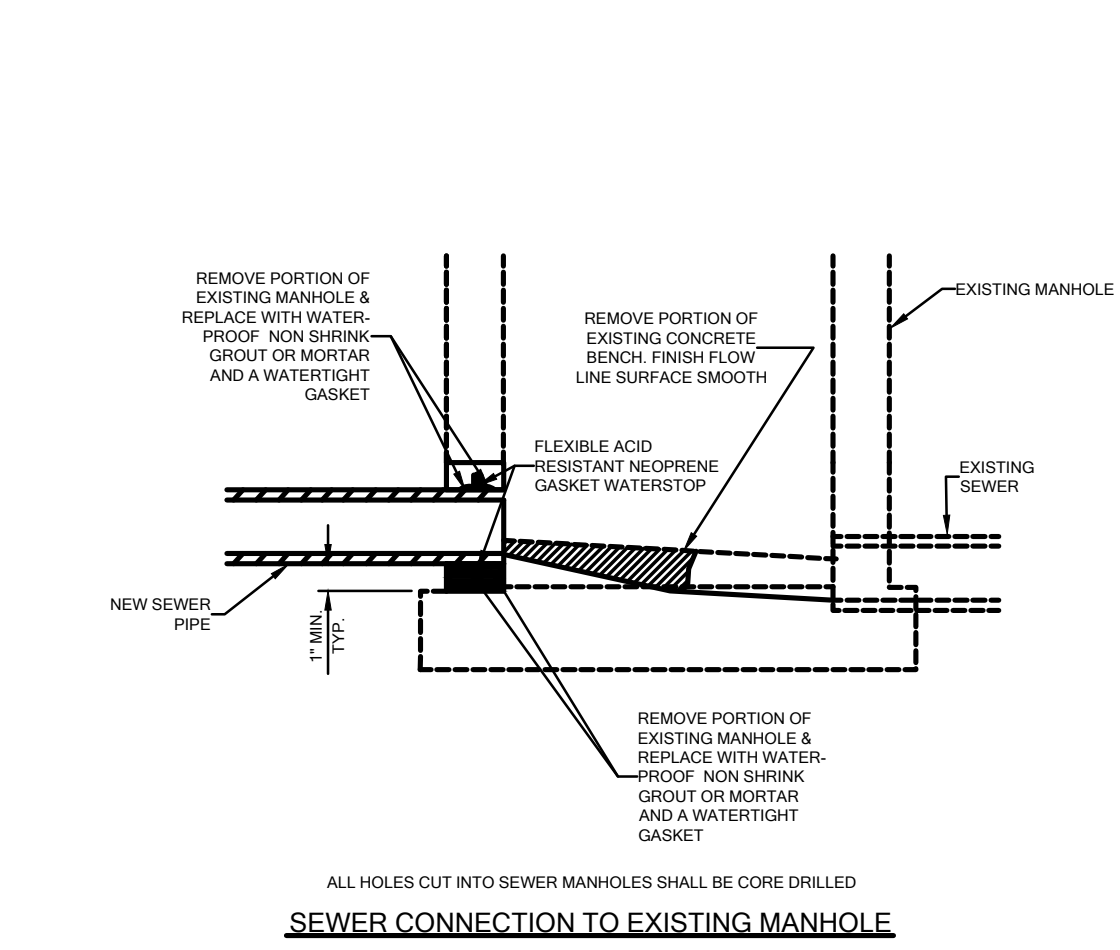 REMOVE PORTION OF
EXISTING MANHOLE &
REPLACE WITH WATER-
PROOF NON SHRINK
GROUT OR MORTAR
AND A WATERTIGHT
GASKET
REMOVE PORTION OF
EXISTING CONCRETE
BENCH. FINISH FLOW
LINE SURFACE SMOOTH
EXISTING MANHOLE
FLEXIBLE ACID
RESISTANT NEOPRENE
GASKET WATERSTOP
EXISTING
SEWER
NEW SEWER
PIPE
1" MIN.
TYP.
REMOVE PORTION OF
EXISTING MANHOLE &
REPLACE WITH WATER-
PROOF NON SHRINK
GROUT OR MORTAR
AND A WATERTIGHT
GASKET
ALL HOLES CUT INTO SEWER MANHOLES SHALL BE CORE DRILLED
SEWER CONNECTION TO EXISTING MANHOLE